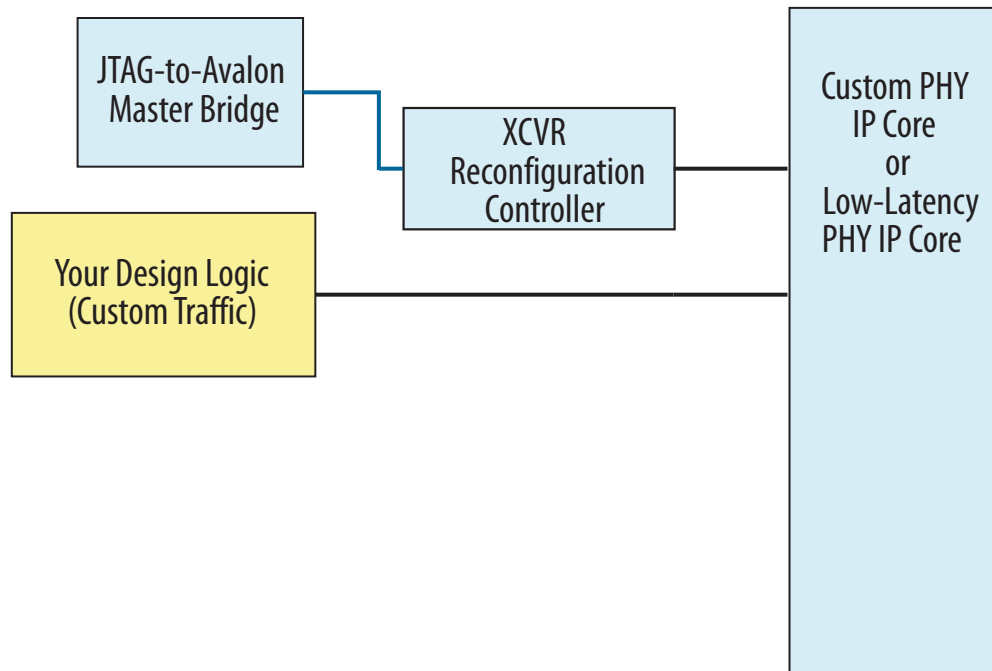 JTAG-to-Avalon
Master Bridge
XCVR
Reconfiguration
Controller
Custom PHY
IP Core
or
Low-Latency
PHY IP Core
Your Design Logic
(Custom Traffic)